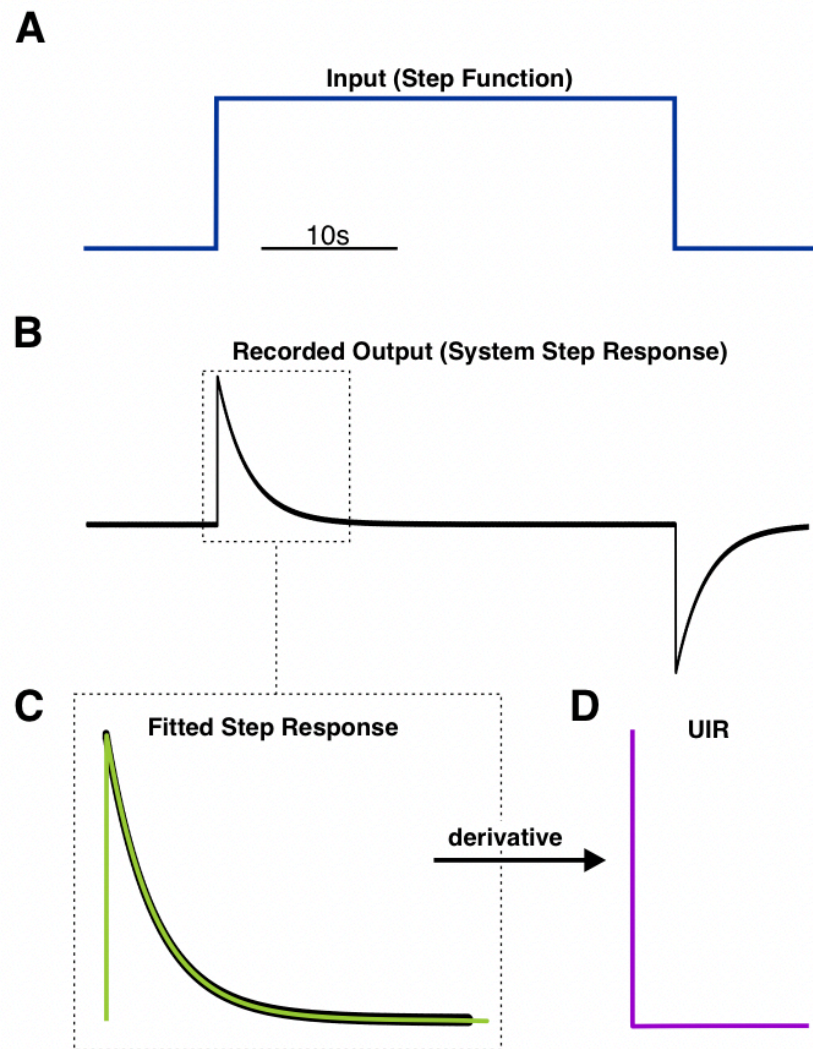 A
Input (Step Function)
10s
B
Recorded Output (System Step Response)
C
Fitted Step Response
D
UIR
derivative